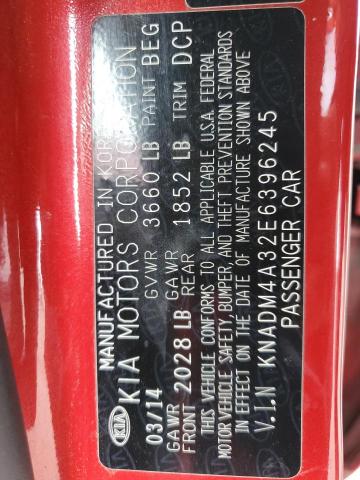 MANUFACTURED IN KOREA
KIA KIA MOTORS CORPORATION
03/14 GVWR 3660 LB PAINT BEG
GAWR FRONT 2028 LB GAWR REAR 1852 LB TRIM DCP
THIS VEHICLE CONFORMS TO ALL APPLICABLE U.S.A. FEDERAL
MOTOR VEHICLE SAFETY, BUMPER, AND THEFT PREVENTION STANDARDS
IN EFFECT ON THE DATE OF MANUFACTURE SHOWN ABOVE
V.I.N KNADM4A32E6396245
PASSENGER CAR